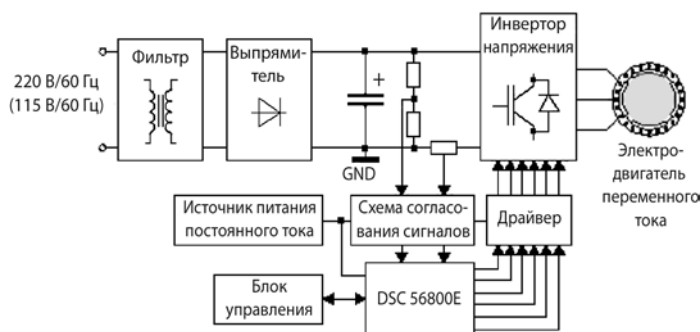 220 В/60 Гц
(115 В/60 Гц)
Фильтр
Выпрями-
тель
+
GND
Инвертор
напряжения
Электро-
двигатель
переменного
тока
Источник питания
постоянного тока
Схема согласо-
вания сигналов
Драйвер
Блок
управления
DSC 56800E